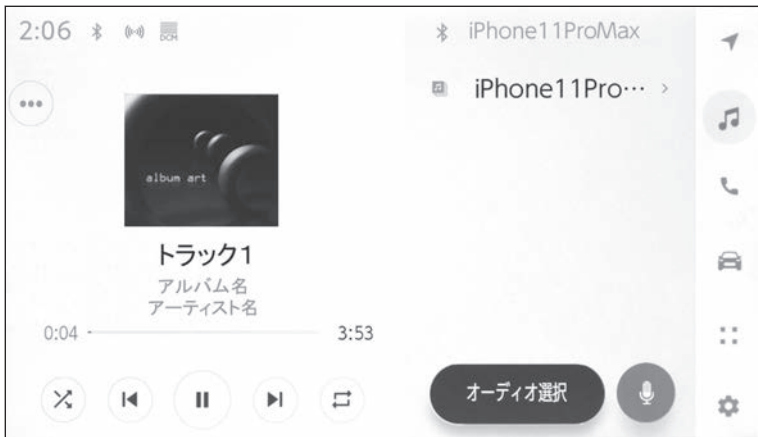 2:06
DCM
iPhone11ProMax
iPhone11Pro…
album art
トラック1
アルバム名
アーティスト名
0:04
3:53
オーディオ選択